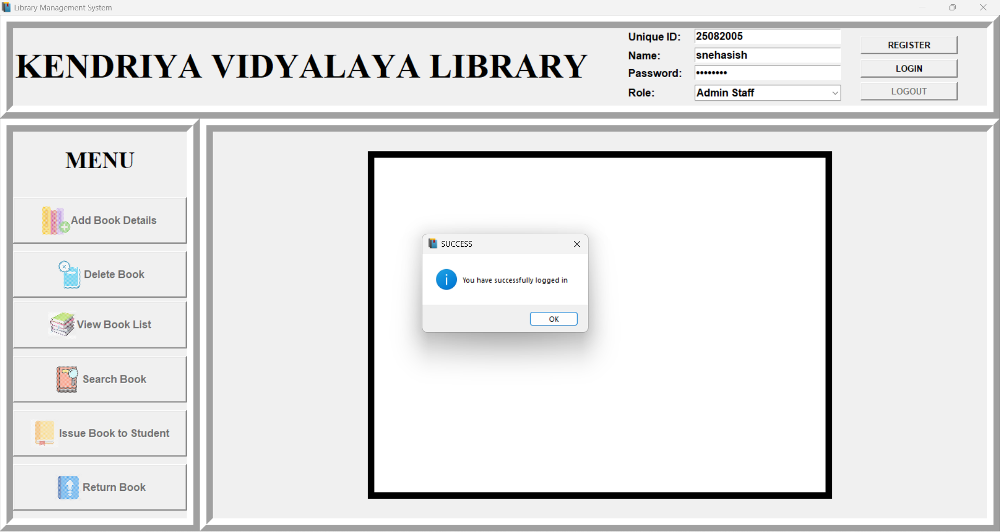 Library Management System
KENDRIYA VIDYALAYA LIBRARY
Unique ID: 25082005
Name: snehasish
Password: ••••••••
Role: Admin Staff
REGISTER
LOGIN
LOGOUT
MENU
Add Book Details
Delete Book
View Book List
Search Book
Issue Book to Student
Return Book
SUCCESS
You have successfully logged in
OK